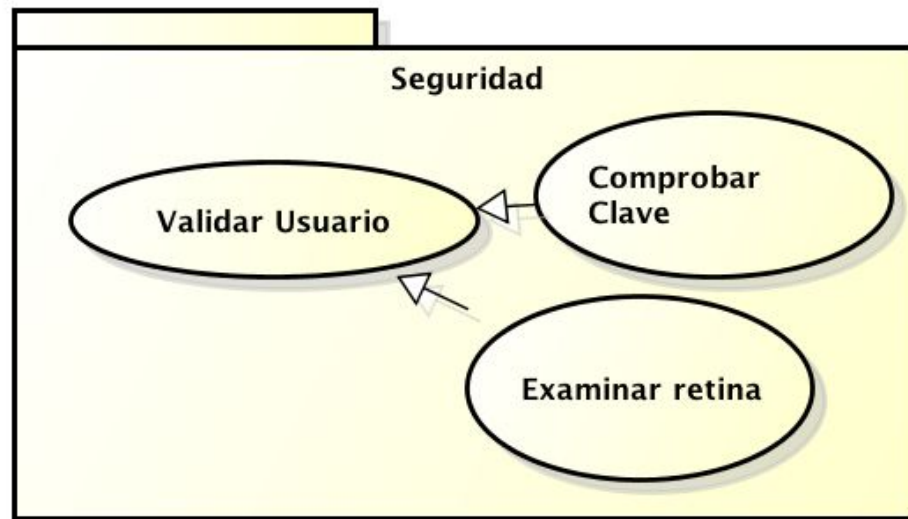 Seguridad
Comprobar
Clave
Validar Usuario
Examinar retina